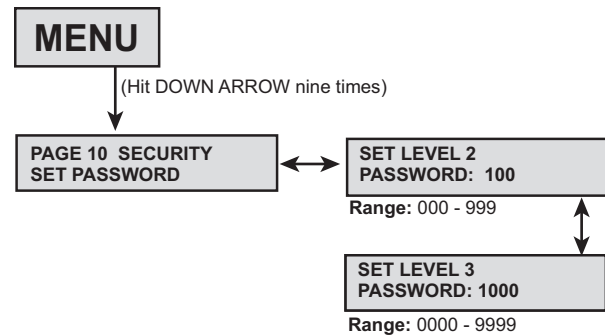 MENU
(Hit DOWN ARROW nine times)
PAGE 10 SECURITY
SET PASSWORD
SET LEVEL 2
PASSWORD: 100
Range: 000 - 999
SET LEVEL 3
PASSWORD: 1000
Range: 0000 - 9999